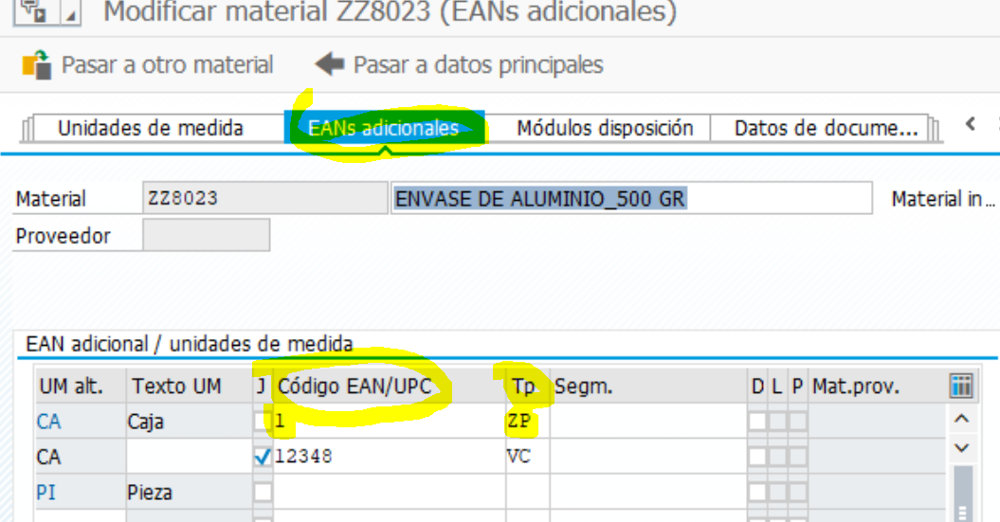 Modificar material ZZ8023 (EANs adicionales)
Pasar a otro material Pasar a datos principales
Unidades de medida EANs adicionales Módulos disposición Datos de docume...
Material ZZ8023 ENVASE DE ALUMINIO_500 GR Material in...
Proveedor
EAN adicional / unidades de medida
UM alt. Texto UM J Código EAN/UPC Tp Segm. D L P Mat.prov.
CA Caja 1 ZP
CA 12348 VC
PI Pieza